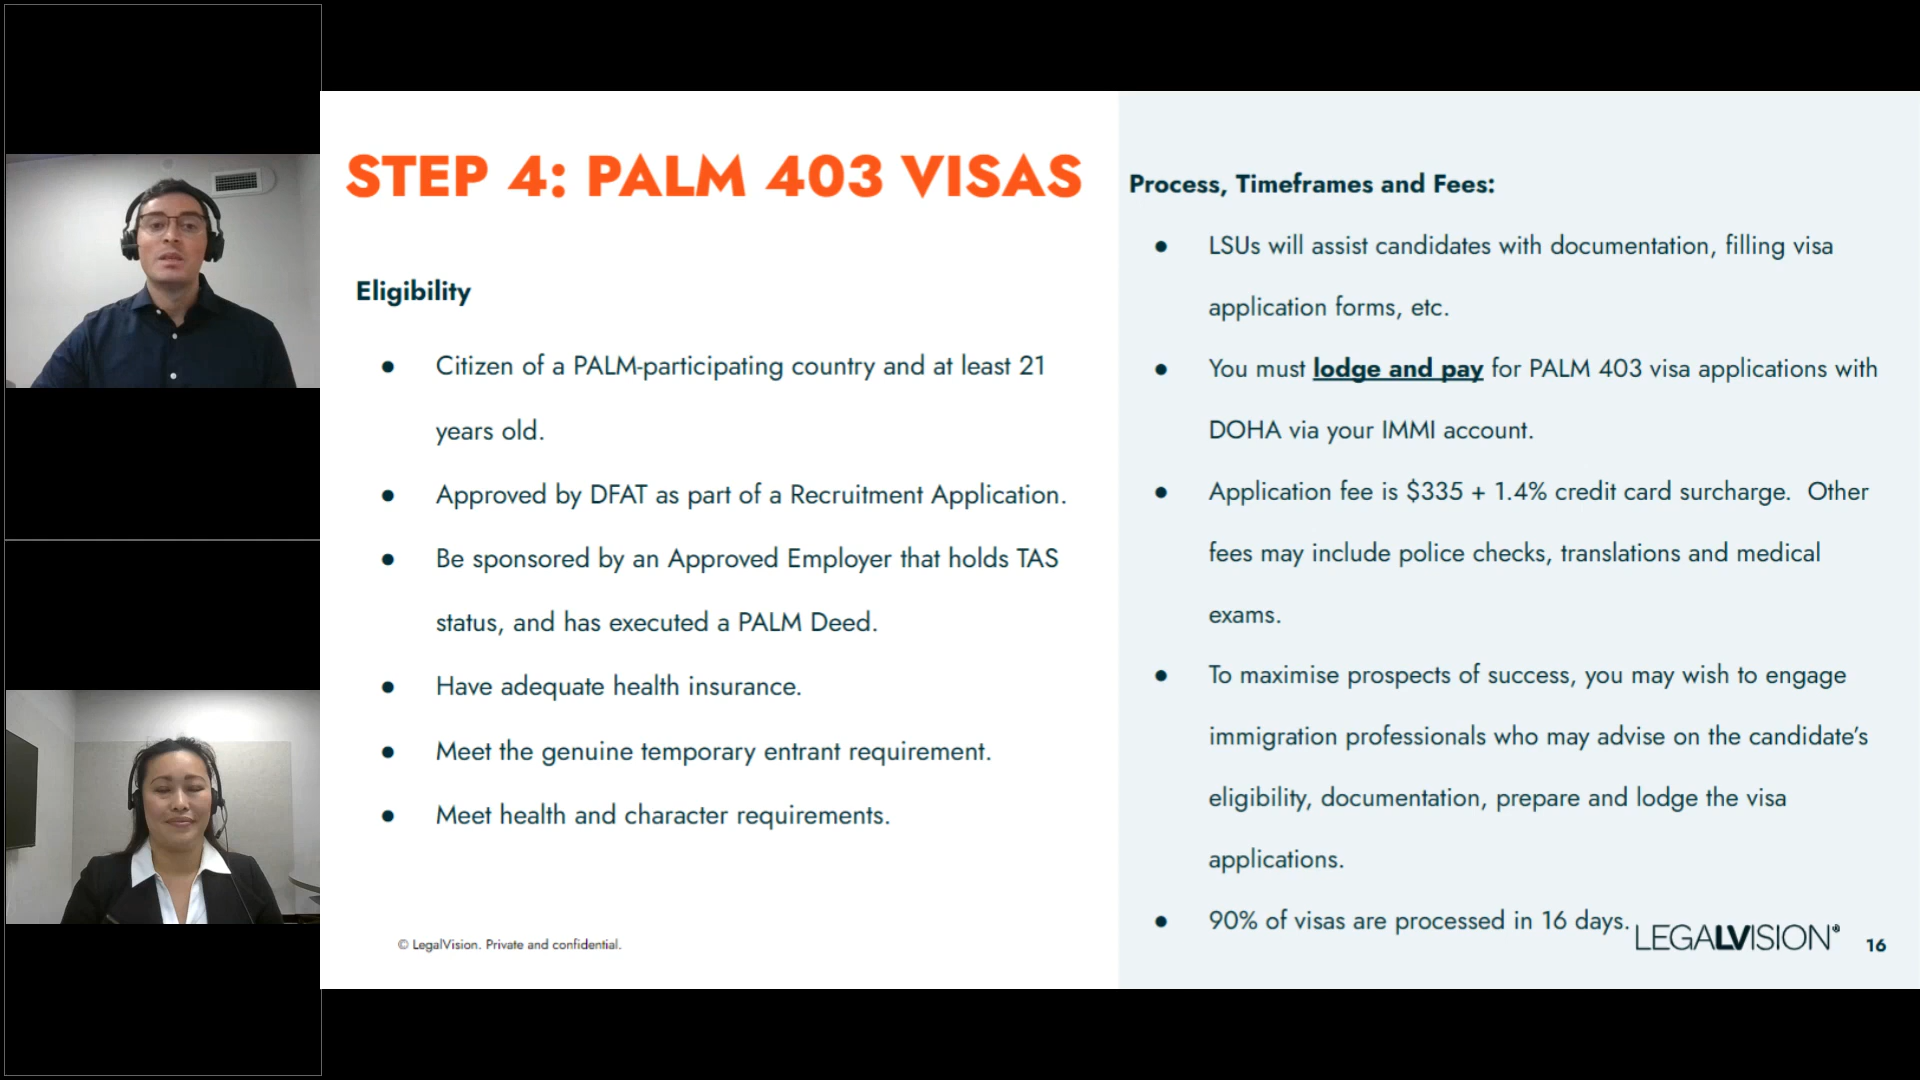 STEP 4: PALM 403 VISAS
Eligibility
● Citizen of a PALM-participating country and at least 21
years old.
● Approved by DFAT as part of a Recruitment Application.
● Be sponsored by an Approved Employer that holds TAS
status, and has executed a PALM Deed.
● Have adequate health insurance.
● Meet the genuine temporary entrant requirement.
● Meet health and character requirements.
© LegalVision. Private and confidential.
Process, Timeframes and Fees:
● LSUs will assist candidates with documentation, filling visa
application forms, etc.
● You must lodge and pay for PALM 403 visa applications with
DOHA via your IMMI account.
● Application fee is $335 + 1.4% credit card surcharge. Other
fees may include police checks, translations and medical
exams.
● To maximise prospects of success, you may wish to engage
immigration professionals who may advise on the candidate's
eligibility, documentation, prepare and lodge the visa
applications.
● 90% of visas are processed in 16 days.
LEGALVISION®
16